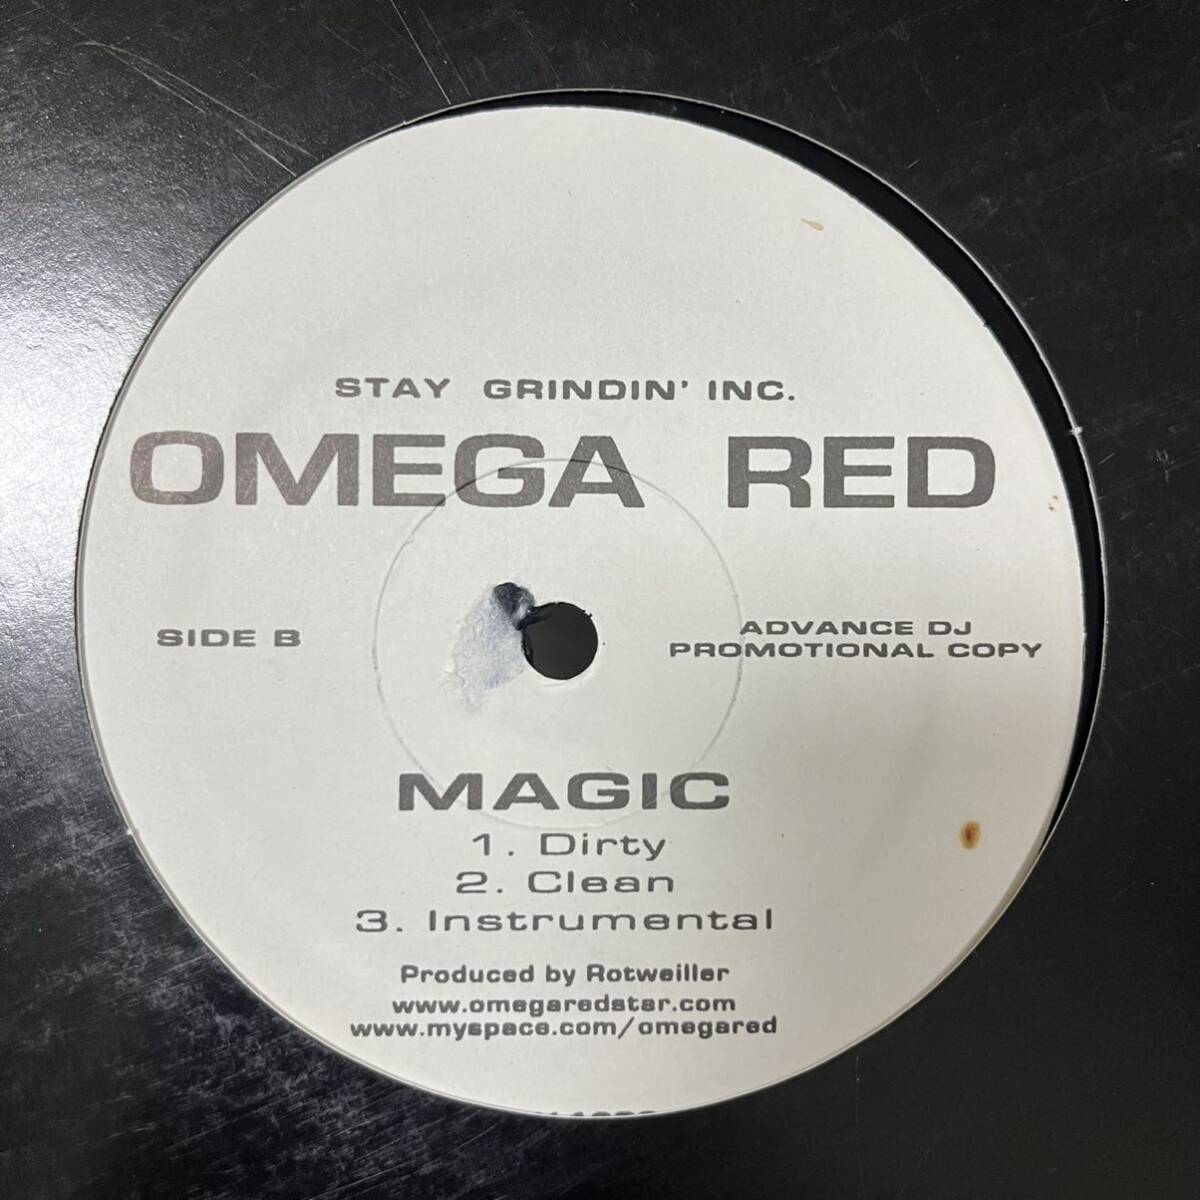 STAY GRINDIN' INC.
OMEGA RED
SIDE B
ADVANCE DJ
PROMOTIONAL COPY
MAGIC
1. Dirty
2. Clean
3. Instrumental
Produced by Rotweiller
www.omegaredstar.com
www.myspace.com/omegared